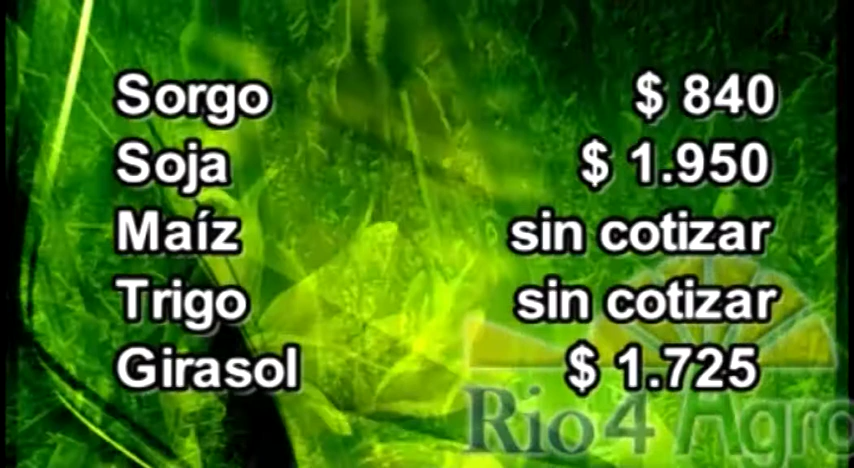 Sorgo $ 840
Soja $ 1.950
Maíz sin cotizar
Trigo sin cotizar
Girasol $ 1.725
Rio4 Agro